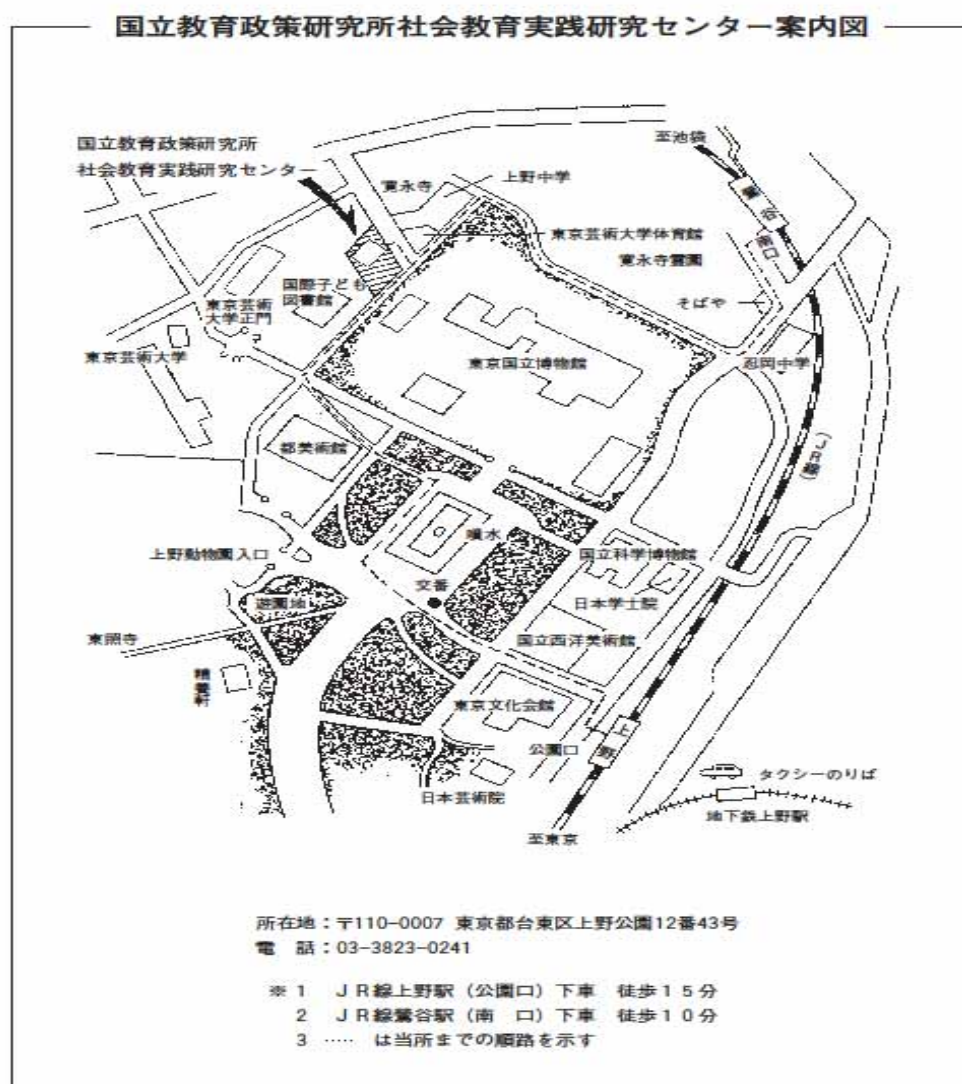 国立教育政策研究所社会教育実践研究センター案内図
国立教育政策研究所
社会教育実践研究センター
寛永寺
上野中学
至池袋
鶯谷
南口
東京芸術大学体育館
寛永寺霊園
そばや
国際子ども
図書館
東京芸術
大学正門
東京芸術大学
東京国立博物館
忍岡中学
都美術館
(JR線)
噴水
国立科学博物館
上野動物園入口
交番
日本学士院
遊園地
国立西洋美術館
東照寺
精養軒
東京文化会館
公園口
上野
日本芸術院
タクシーのりば
地下鉄上野駅
至東京
所在地:〒110-0007 東京都台東区上野公園12番43号
電 話:03-3823-0241
※1 JR線上野駅(公園口)下車 徒歩15分
2 JR線鶯谷駅(南 口)下車 徒歩10分
3 ····· は当所までの順路を示す